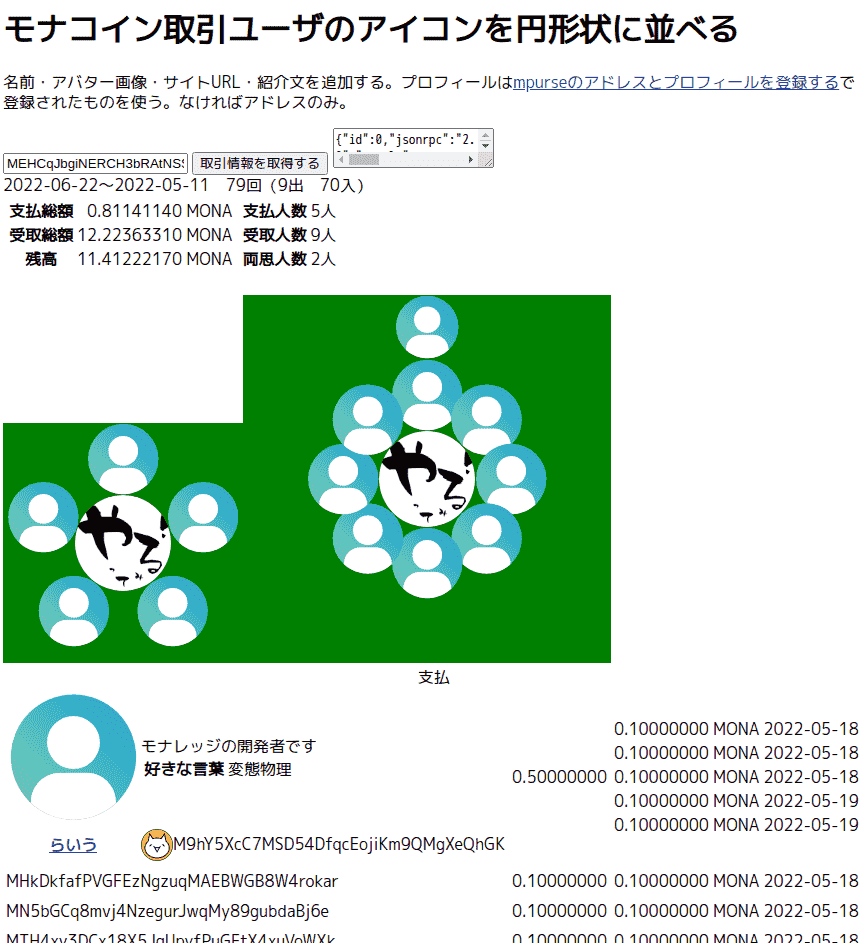 モナコイン取引ユーザのアイコンを円形状に並べる
名前・アバター画像・サイトURL・紹介文を追加する。プロフィールはmpurseのアドレスとプロフィールを登録するで
登録されたものを使う。なければアドレスのみ。
MEHCqJbgiNERCH3bRAtNS 取引情報を取得する {"id":0,"jsonrpc":"2.
2022-06-22〜2022-05-11 79回（9出 70入）
支払総額 0.81141140 MONA 支払人数 5人
受取総額 12.22363310 MONA 受取人数 9人
残高 11.41222170 MONA 両思人数 2人
やる
やる
支払
モナレッジの開発者です
好きな言葉 変態物理
らいう
M9hY5XcC7MSD54DfqcEojiKm9QMgXeQhGK
0.50000000
0.10000000 MONA 2022-05-18
0.10000000 MONA 2022-05-18
0.10000000 MONA 2022-05-18
0.10000000 MONA 2022-05-19
0.10000000 MONA 2022-05-19
MHkDkfafPVGFEzNgzuqMAEBWGB8W4rokar 0.10000000 0.10000000 MONA 2022-05-18
MN5bGCq8mvj4NzegurJwqMy89gubdaBj6e 0.10000000 0.10000000 MONA 2022-05-18
0.10000000 0.10000000 MONA 2022-05-18